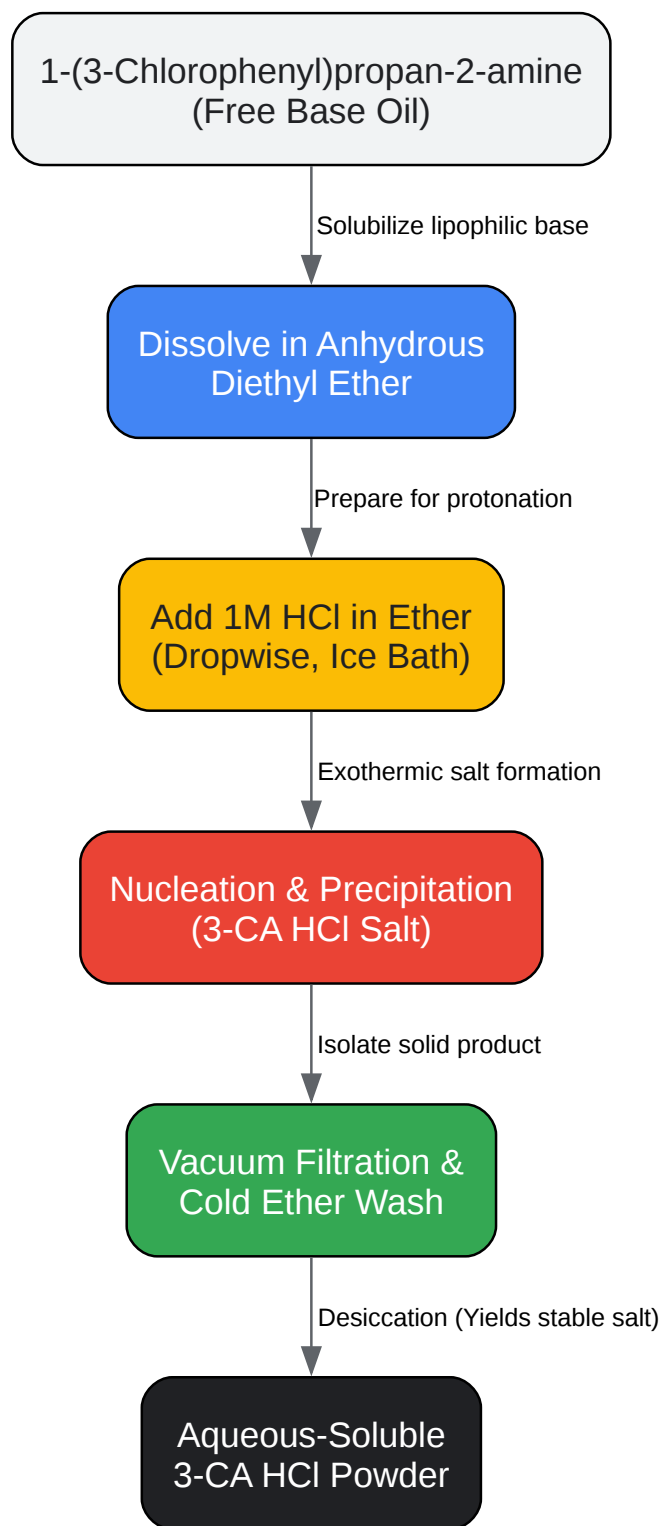 1-(3-Chlorophenyl)propan-2-amine
(Free Base Oil)
Solubilize lipophilic base
Dissolve in Anhydrous
Diethyl Ether
Prepare for protonation
Add 1M HCl in Ether
(Dropwise, Ice Bath)
Exothermic salt formation
Nucleation & Precipitation
(3-CA HCl Salt)
Isolate solid product
Vacuum Filtration &
Cold Ether Wash
Desiccation (Yields stable salt)
Aqueous-Soluble
3-CA HCl Powder